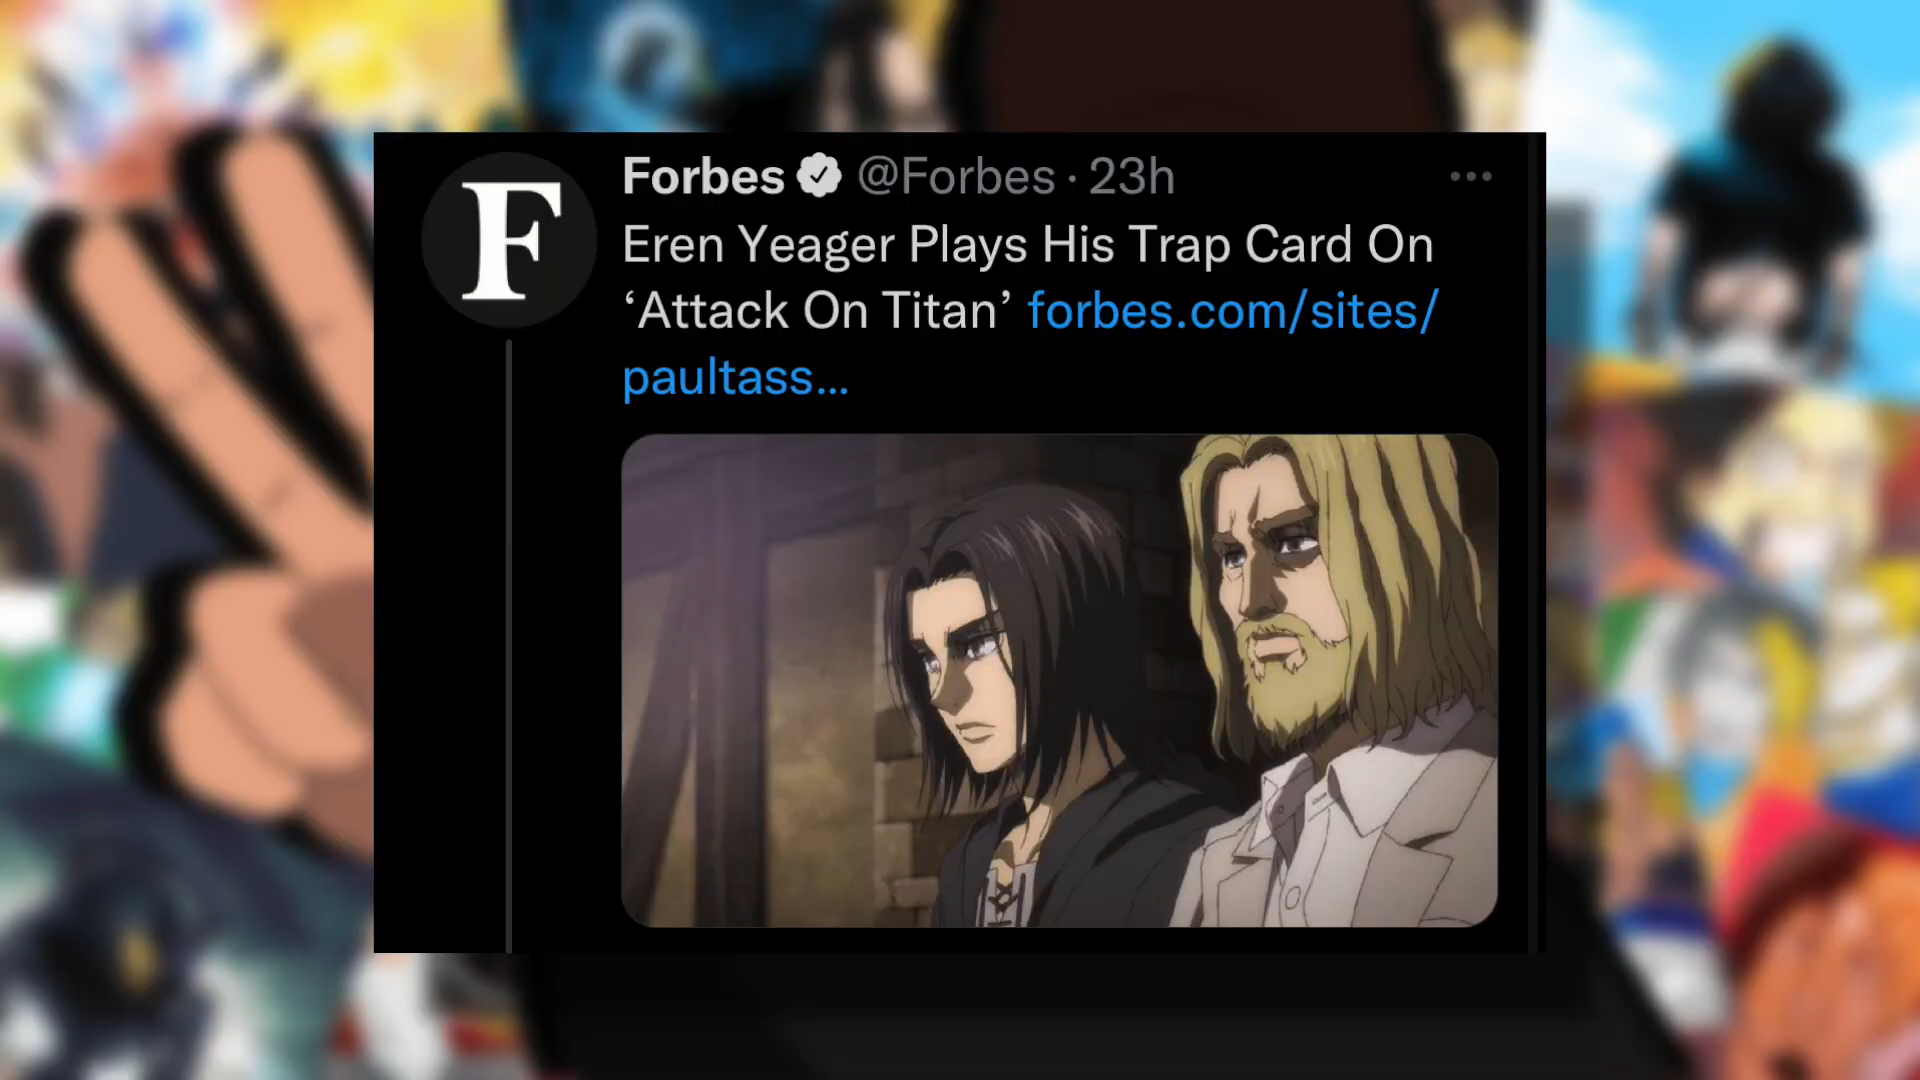 F
Forbes @Forbes · 23h
Eren Yeager Plays His Trap Card On
‘Attack On Titan’ forbes.com/sites/
paultass...